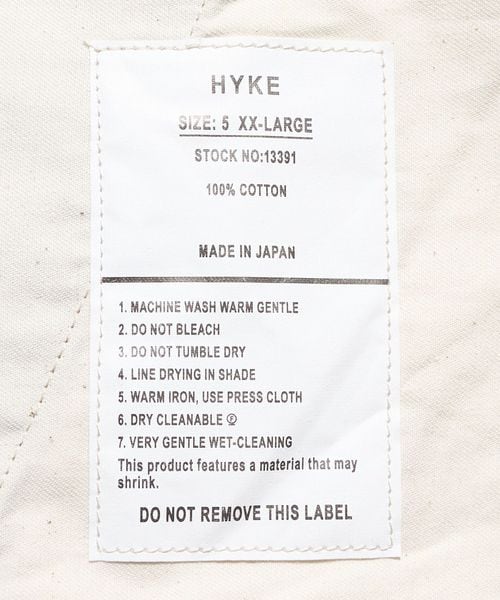 HYKE
SIZE: 5 XX-LARGE
STOCK NO:13391
100% COTTON
MADE IN JAPAN
1. MACHINE WASH WARM GENTLE
2. DO NOT BLEACH
3. DO NOT TUMBLE DRY
4. LINE DRYING IN SHADE
5. WARM IRON, USE PRESS CLOTH
6. DRY CLEANABLE Ⓕ
7. VERY GENTLE WET-CLEANING
This product features a material that may
shrink.
DO NOT REMOVE THIS LABEL